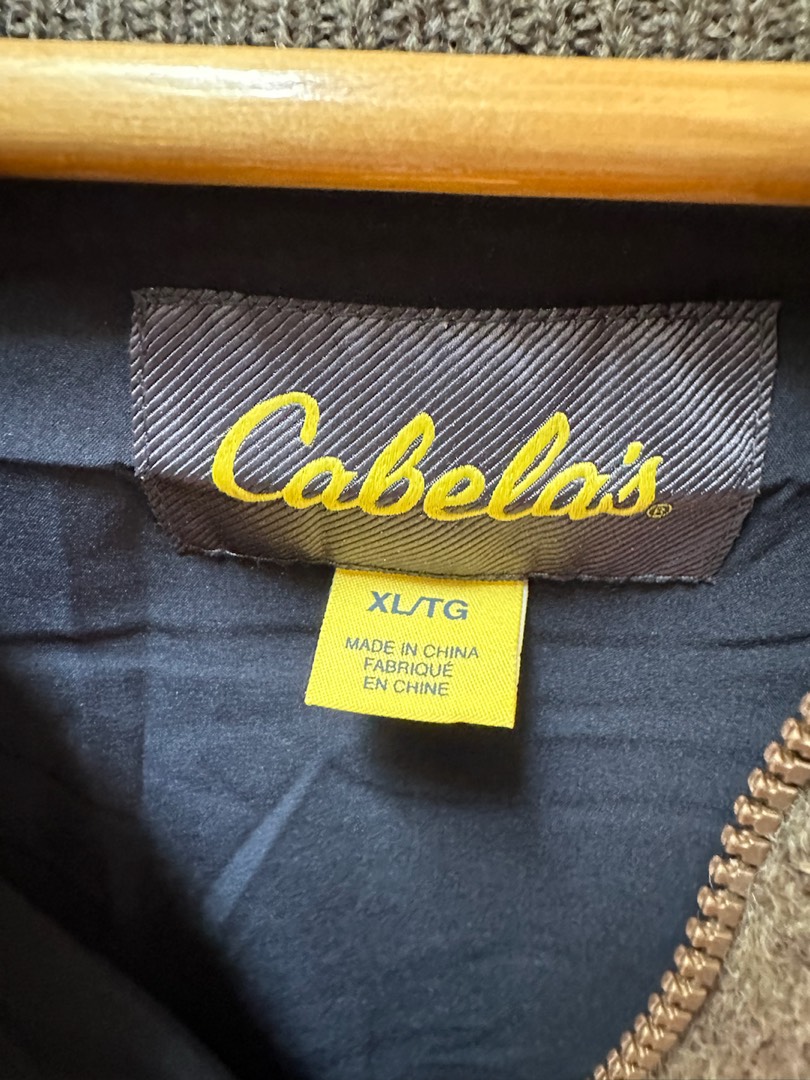 Cabela's®
XL/TG
MADE IN CHINA
FABRIQUÉ
EN CHINE